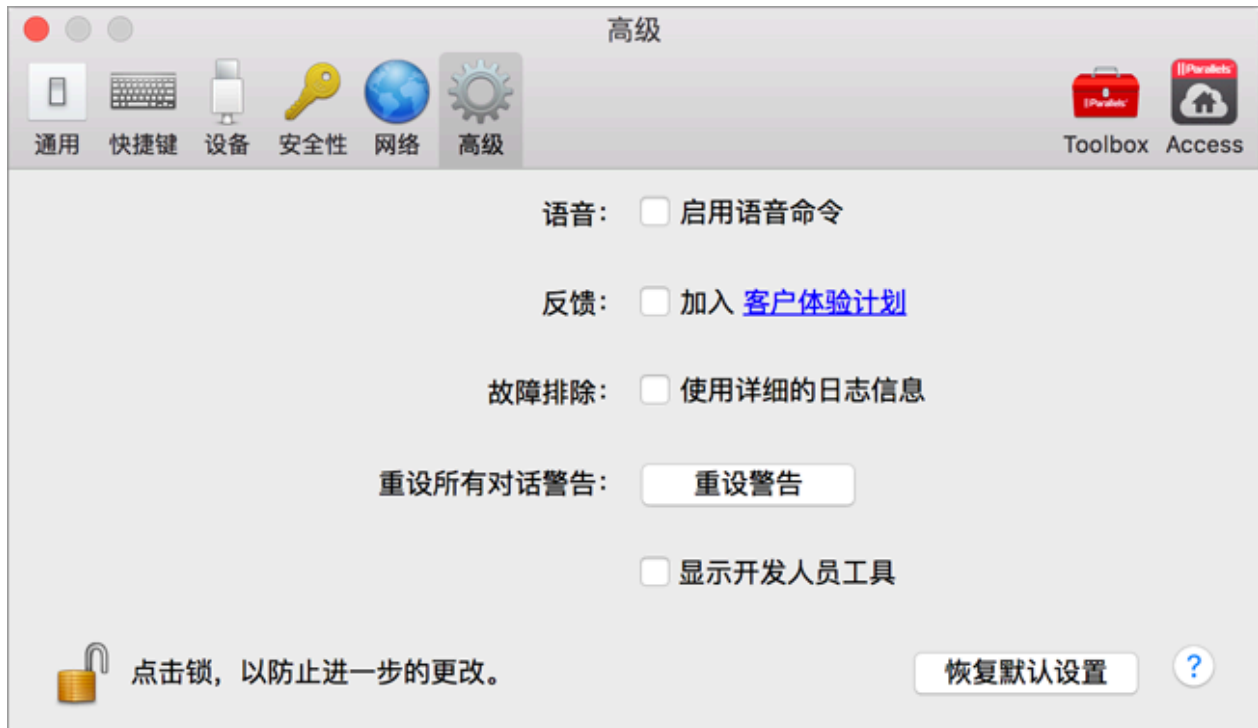 高级
||Parallels®
||Parallels®
通用 快捷键 设备 安全性 网络 高级 Toolbox Access
语音： 启用语音命令
反馈： 加入 客户体验计划
故障排除： 使用详细的日志信息
重设所有对话警告： 重设警告
显示开发人员工具
点击锁，以防止进一步的更改。 恢复默认设置 ?